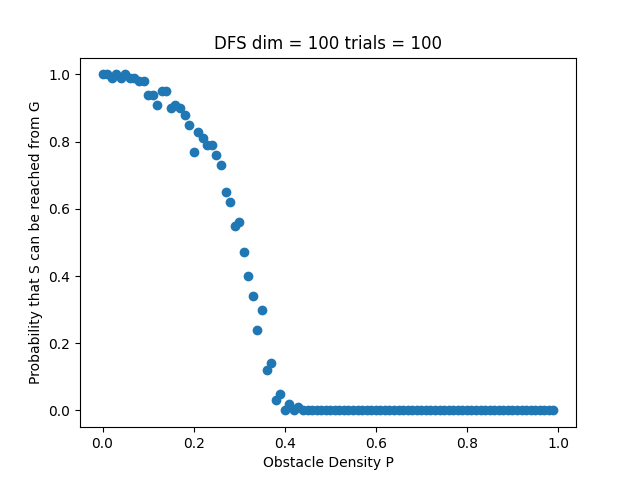 DFS dim = 100 trials = 100
Probability that S can be reached from G
1.0
0.8
0.6
0.4
0.2
0.0
0.0 0.2 0.4 0.6 0.8 1.0
Obstacle Density P